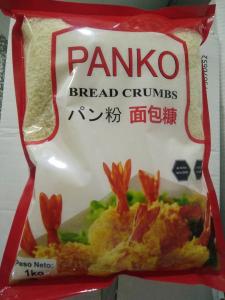 PANKO
BREAD CRUMBS
パン粉 面包糠
Peso Neto:
1kg